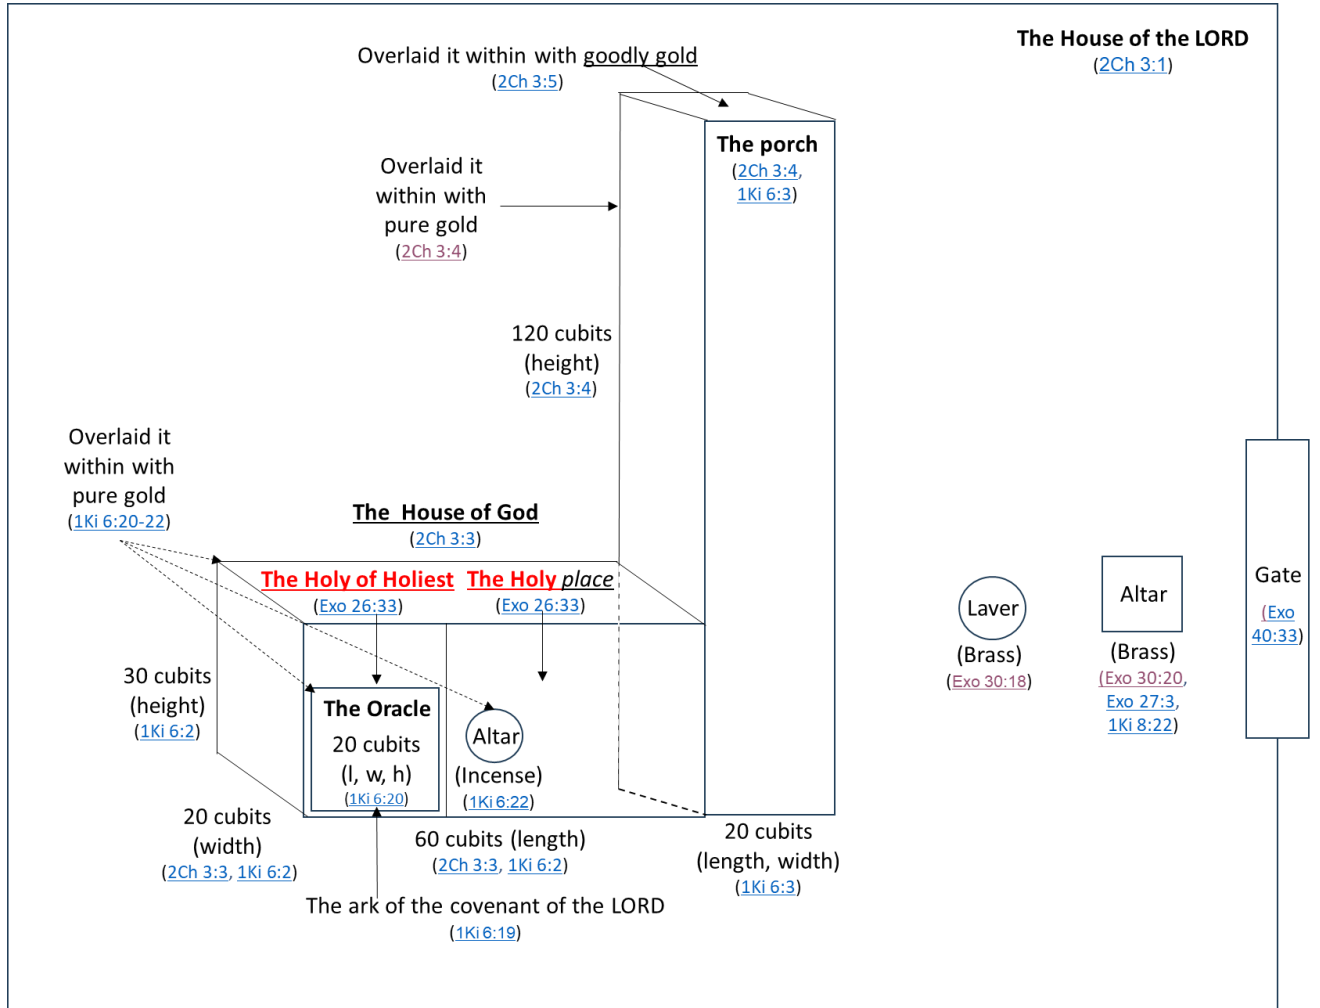 The House of the LORD
(2Ch 3:1)
Overlaid it within with goodly gold
(2Ch 3:5)
The porch
(2Ch 3:4,
1Ki 6:3)
Overlaid it
within with
pure gold
(2Ch 3:4)
120 cubits
(height)
(2Ch 3:4)
Overlaid it
within with
pure gold
(1Ki 6:20-22)
The House of God
(2Ch 3:3)
The Holy of Holiest
(Exo 26:33)
The Holy place
(Exo 26:33)
30 cubits
(height)
(1Ki 6:2)
The Oracle
20 cubits
(l, w, h)
(1Ki 6:20)
Altar
(Incense)
(1Ki 6:22)
20 cubits
(width)
(2Ch 3:3, 1Ki 6:2)
60 cubits (length)
(2Ch 3:3, 1Ki 6:2)
20 cubits
(length, width)
(1Ki 6:3)
The ark of the covenant of the LORD
(1Ki 6:19)
Laver
(Brass)
(Exo 30:18)
Altar
(Brass)
(Exo 30:20,
Exo 27:3,
1Ki 8:22)
Gate
(Exo
40:33)